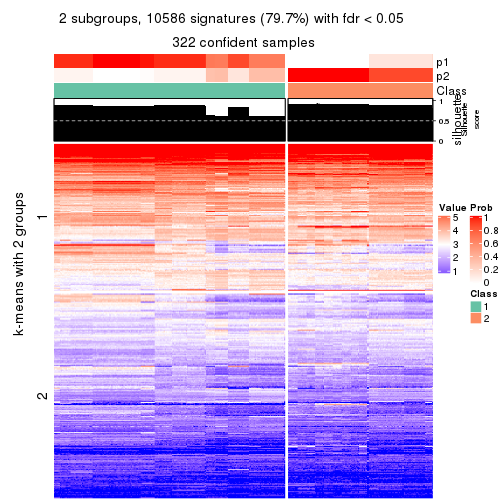 2 subgroups, 10586 signatures (79.7%) with fdr < 0.05
322 confident samples
p1
p2
Class
1
0.5
0
silhouette
Silhouette
score
k-means with 2 groups
1
2
Value
5
4
3
2
1
Prob
1
0.8
0.6
0.4
0.2
0
Class
1
2